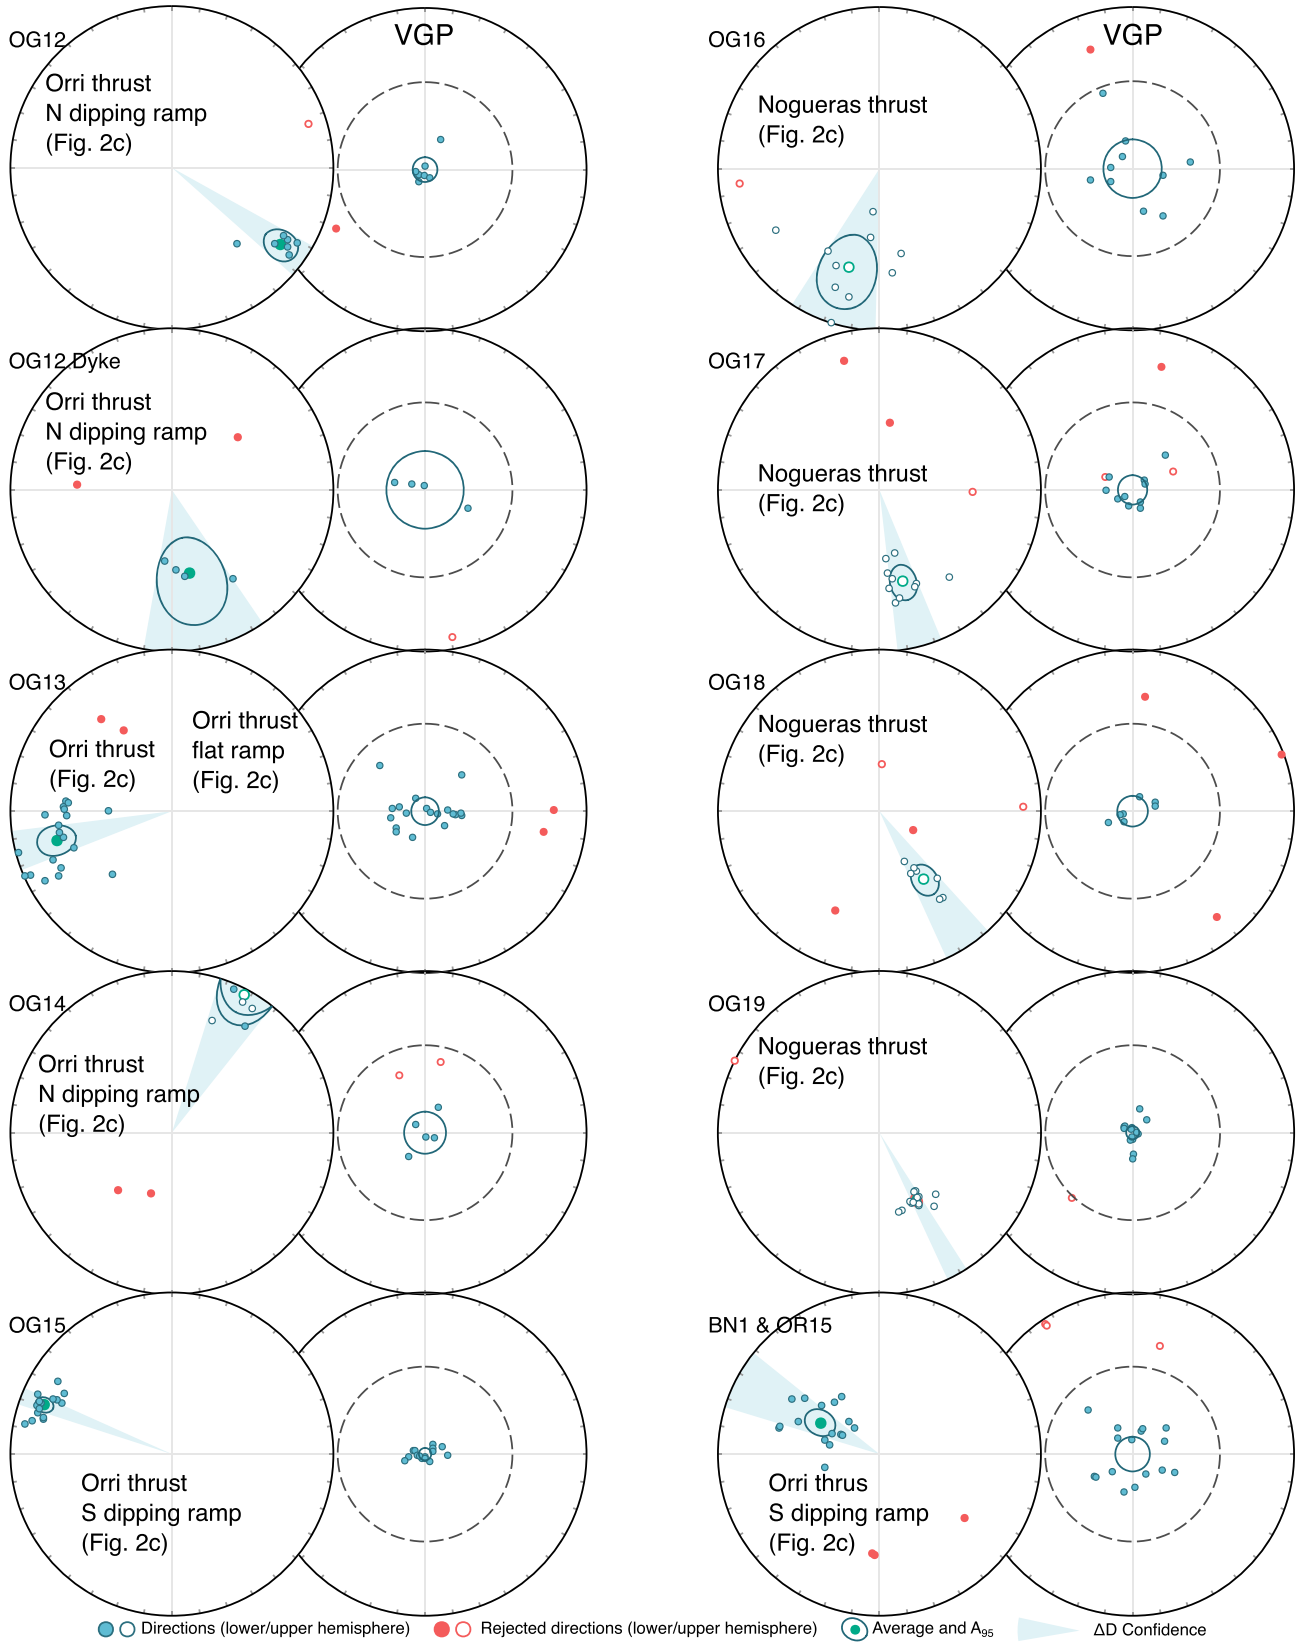 OG12
VGP
Orri thrust
N dipping ramp
(Fig. 2c)
OG12 Dyke
Orri thrust
N dipping ramp
(Fig. 2c)
OG13
Orri thrust
(Fig. 2c)
Orri thrust
flat ramp
(Fig. 2c)
OG14
Orri thrust
N dipping ramp
(Fig. 2c)
OG15
Orri thrust
S dipping ramp
(Fig. 2c)
OG16
VGP
Nogueras thrust
(Fig. 2c)
OG17
Nogueras thrust
(Fig. 2c)
OG18
Nogueras thrust
(Fig. 2c)
OG19
Nogueras thrust
(Fig. 2c)
BN1 & OR15
Orri thrus
S dipping ramp
(Fig. 2c)
Directions (lower/upper hemisphere) Rejected directions (lower/upper hemisphere) Average and A95 ΔD Confidence